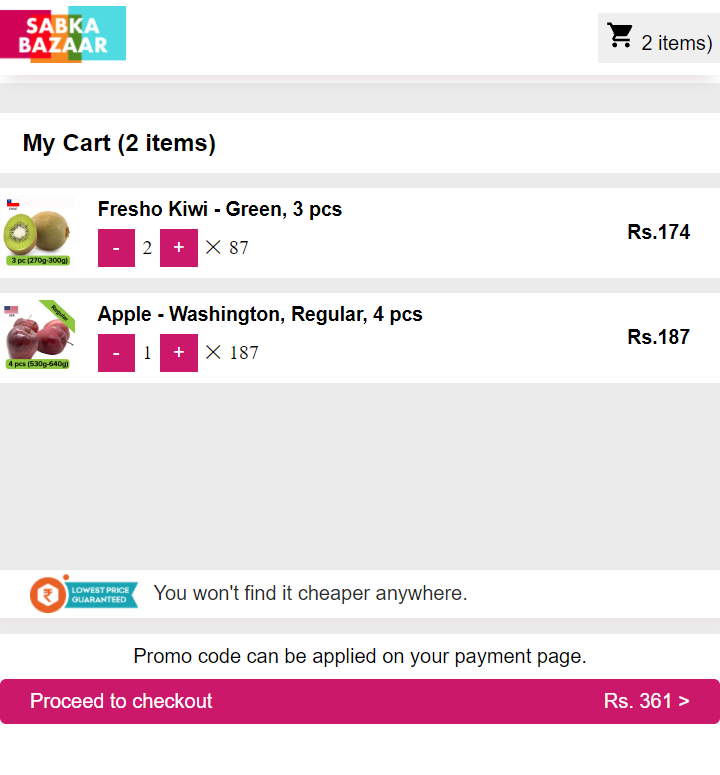 SABKA
BAZAAR
2 items)
My Cart (2 items)
Fresho Kiwi - Green, 3 pcs
- 2 + × 87
Rs.174
3 pc (270g-300g)
Apple - Washington, Regular, 4 pcs
- 1 + × 187
Rs.187
Regular
4 pcs (530g-640g)
LOWEST PRICE
GUARANTEED
You won't find it cheaper anywhere.
Promo code can be applied on your payment page.
Proceed to checkout Rs. 361 >